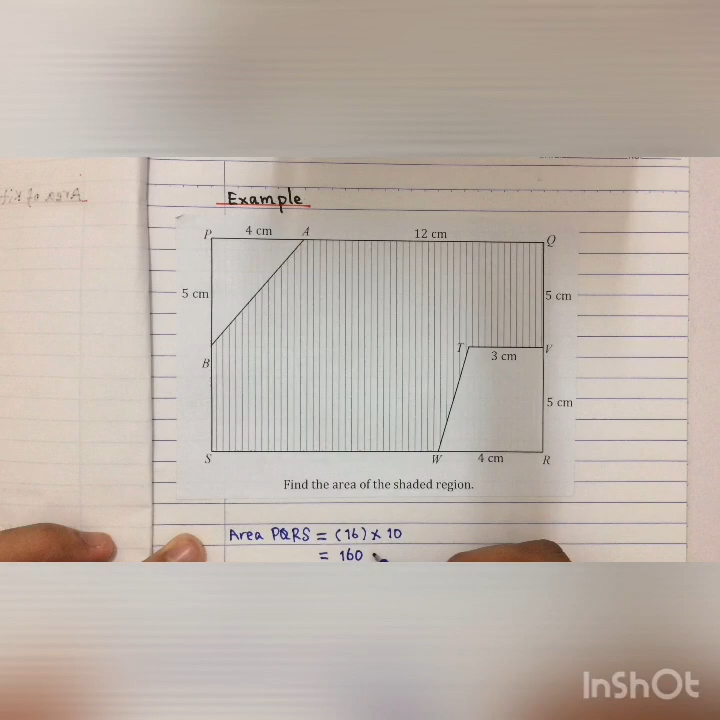 Example
P 4 cm A 12 cm Q
5 cm 5 cm
B T 3 cm V
5 cm
S W 4 cm R
Find the area of the shaded region.
Area PQRS = (16) × 10
= 160
InShOt